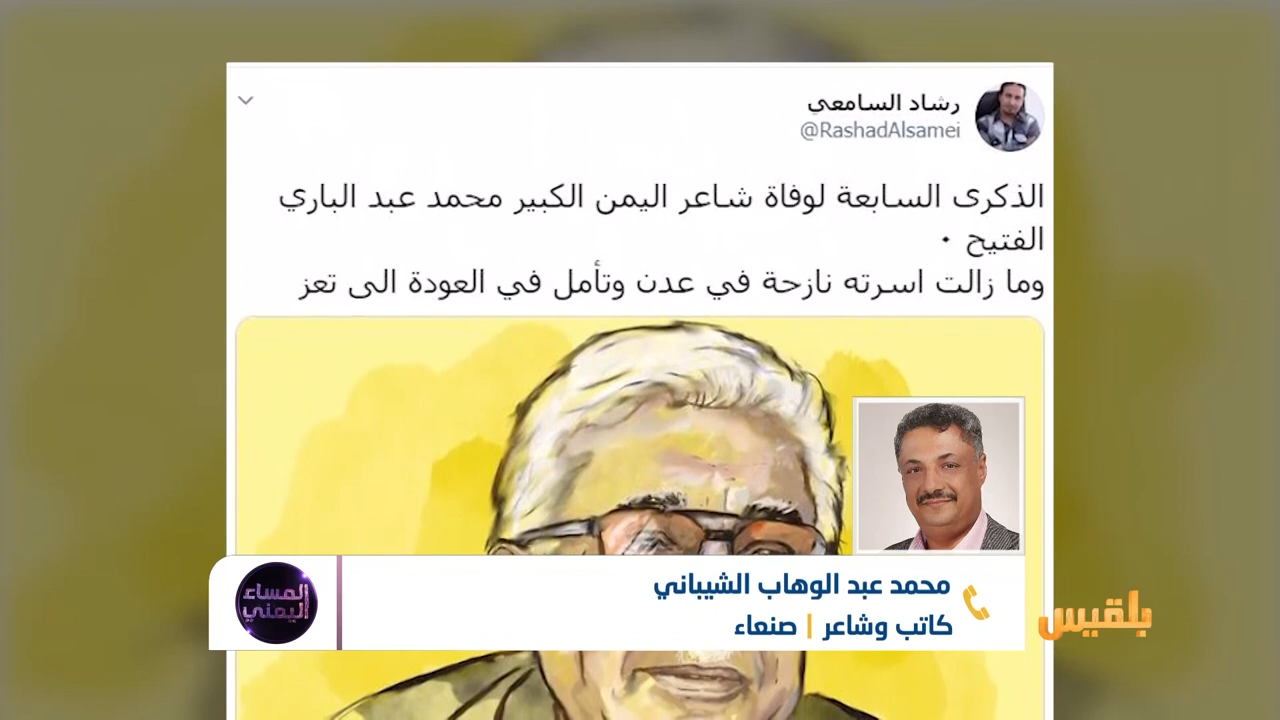 رشاد السامعي
@RashadAlsamei
الذكرى السابعة لوفاة شاعر اليمن الكبير محمد عبد الباري
الفتيح ٠
وما زالت اسرته نازحة في عدن وتأمل في العودة الى تعز
محمد عبد الوهاب الشيباني
كاتب وشاعر | صنعاء
المساء
اليمني
بلقيس